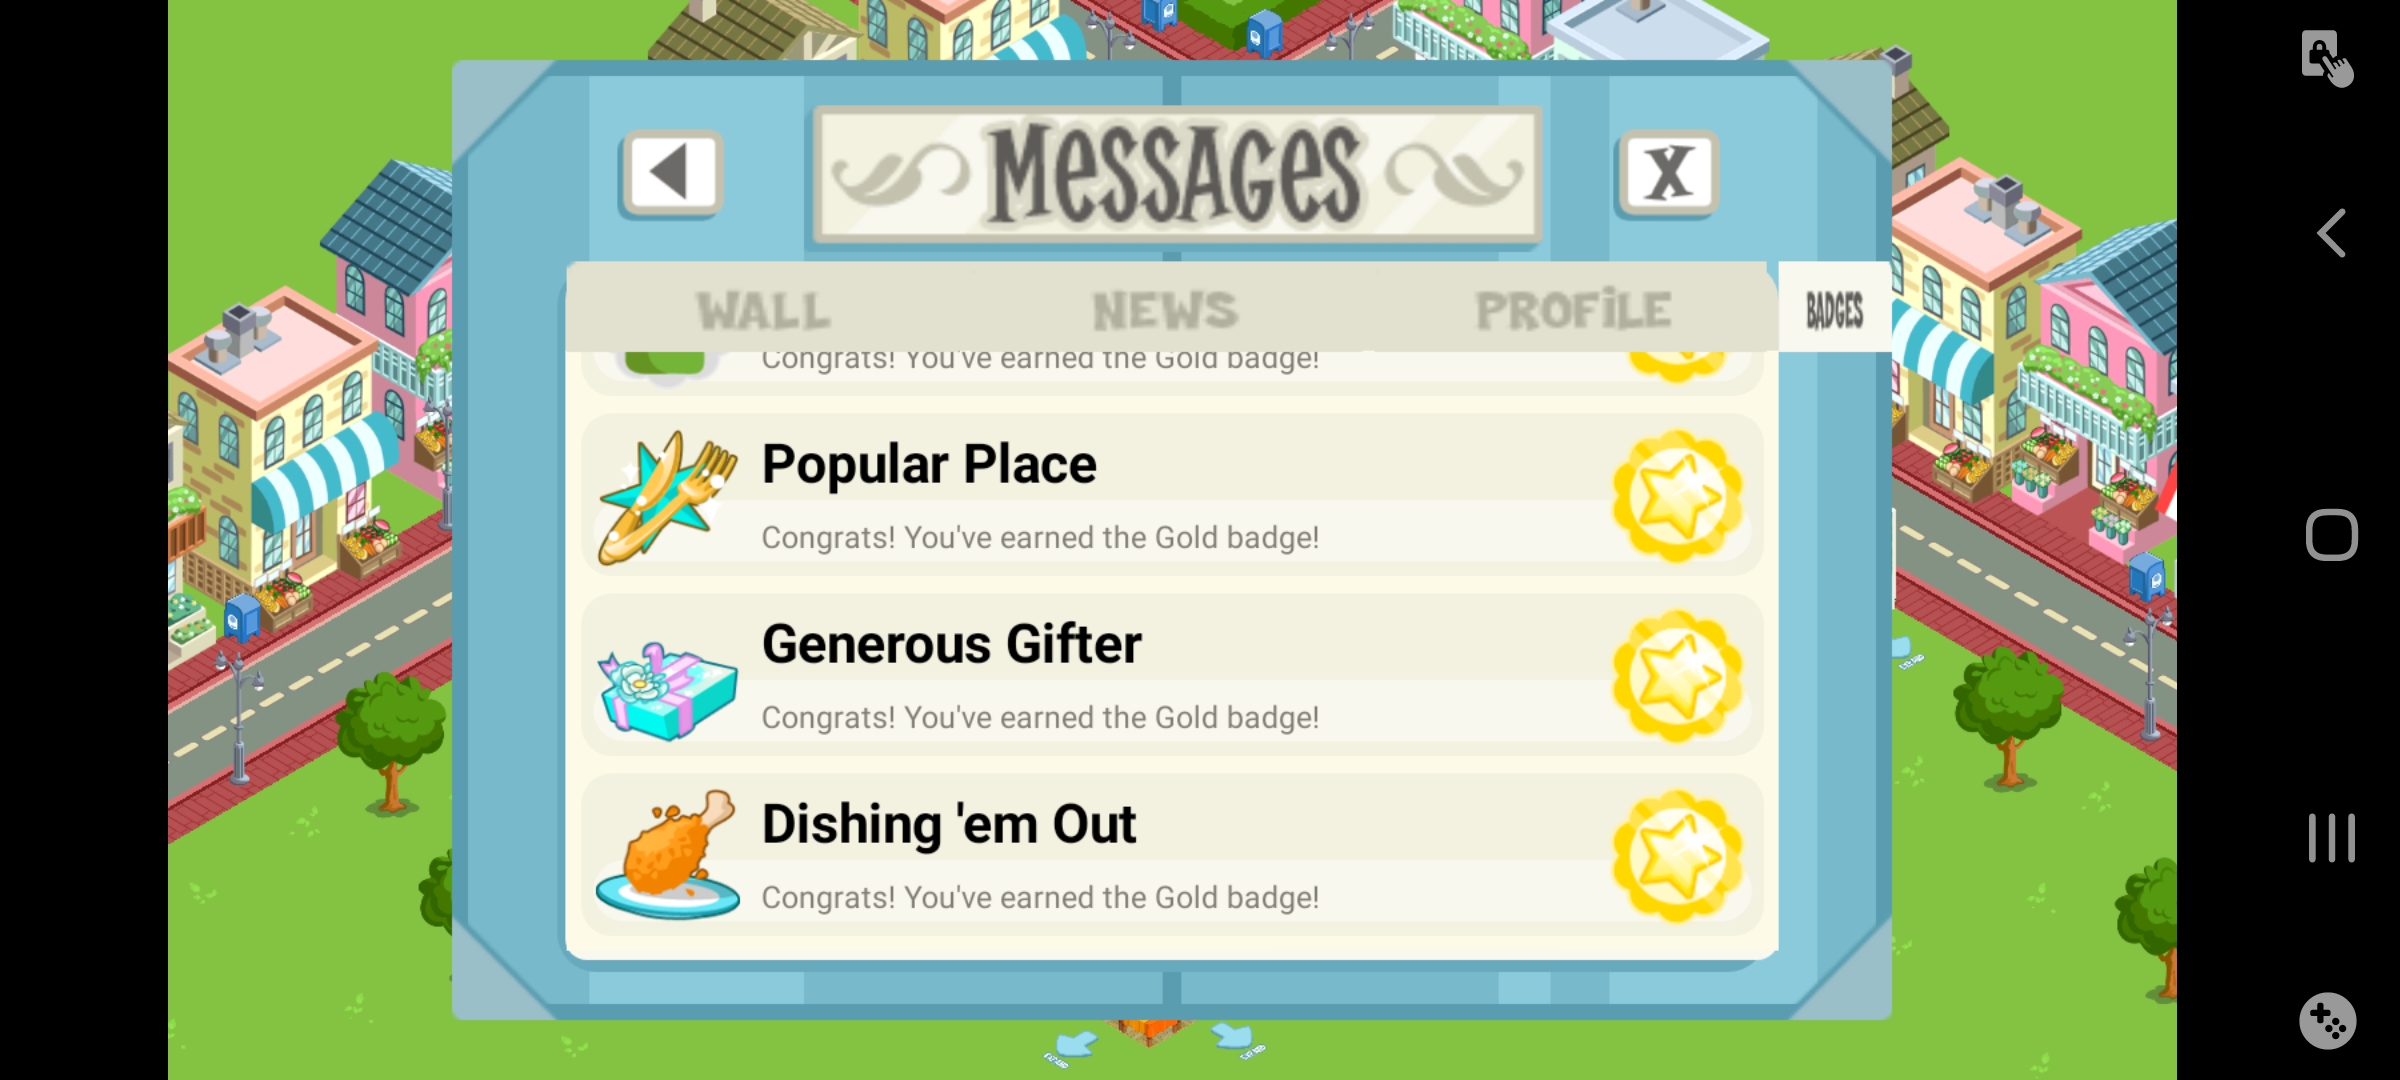 MESSAGES
X
WALL
NEWS
PROFiLE
BADGES
Congrats! You've earned the Gold badge!
Popular Place
Congrats! You've earned the Gold badge!
Generous Gifter
Congrats! You've earned the Gold badge!
Dishing 'em Out
Congrats! You've earned the Gold badge!